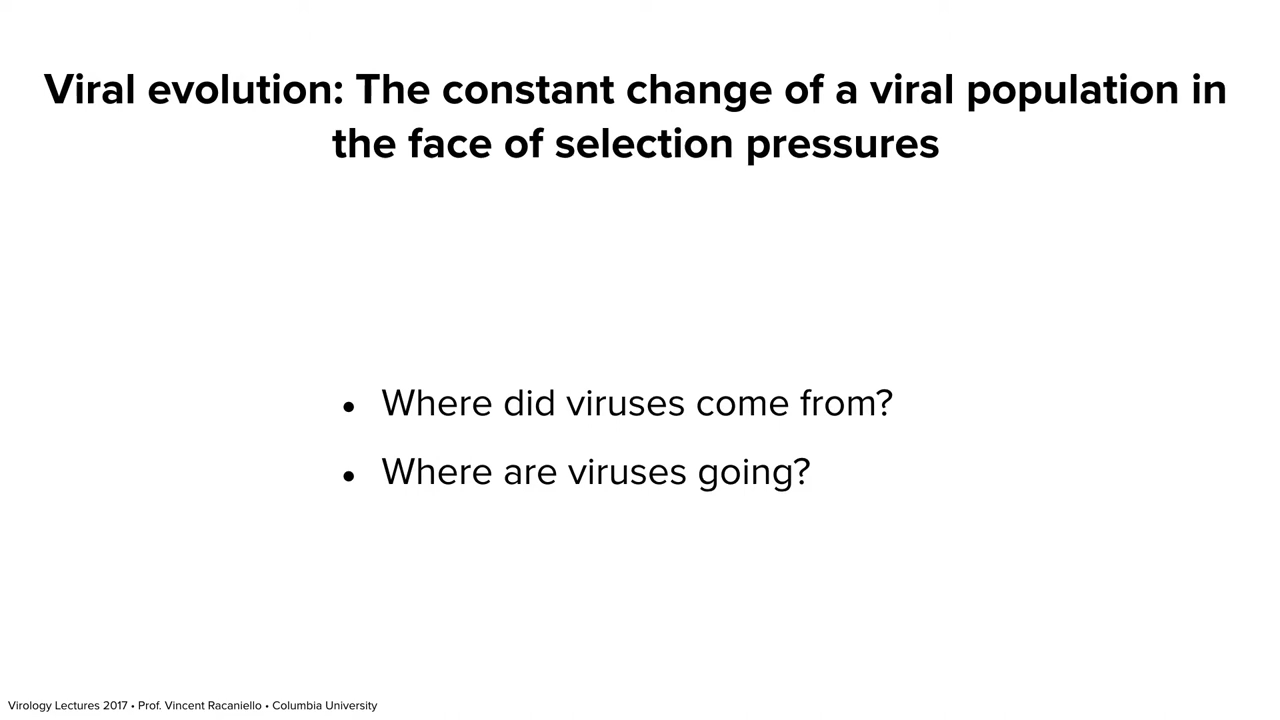 Viral evolution: The constant change of a viral population in
the face of selection pressures
• Where did viruses come from?
• Where are viruses going?
Virology Lectures 2017 • Prof. Vincent Racaniello • Columbia University